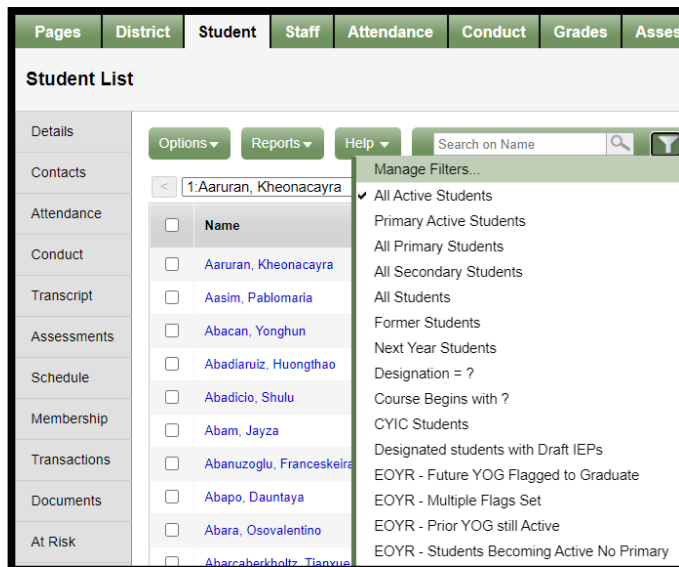 Pages District Student Staff Attendance Conduct Grades Asses
Student List
Details
Contacts
Attendance
Conduct
Transcript
Assessments
Schedule
Membership
Transactions
Documents
At Risk
Options Reports Help Search on Name
< 1:Aaruran, Kheonacayra
Name
Aaruran, Kheonacayra
Aasim, Pablomaria
Abacan, Yonghun
Abadiaruiz, Huongthao
Abadicio, Shulu
Abam, Jayza
Abanuzoglu, Franceskeira
Abapo, Dauntaya
Abara, Osovalentino
Abarcaberkholtz, Tianxue
Manage Filters...
All Active Students
Primary Active Students
All Primary Students
All Secondary Students
All Students
Former Students
Next Year Students
Designation = ?
Course Begins with ?
CYIC Students
Designated students with Draft IEPs
EOYR - Future YOG Flagged to Graduate
EOYR - Multiple Flags Set
EOYR - Prior YOG still Active
EOYR - Students Becoming Active No Primary